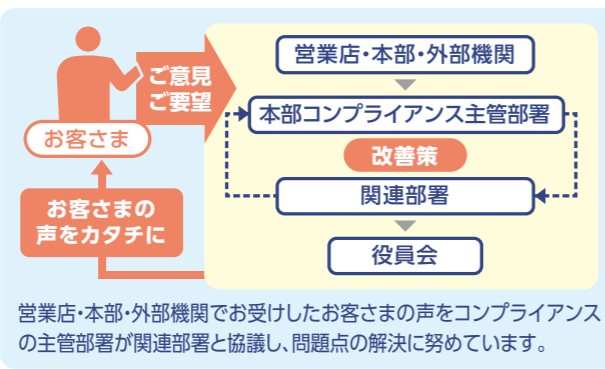 ご意見
ご要望
お客さま
お客さまの
声をカタチに
営業店・本部・外部機関
本部コンプライアンス主管部署
改善策
関連部署
役員会
営業店・本部・外部機関でお受けしたお客さまの声をコンプライアンス
の主管部署が関連部署と協議し、問題点の解決に努めています。